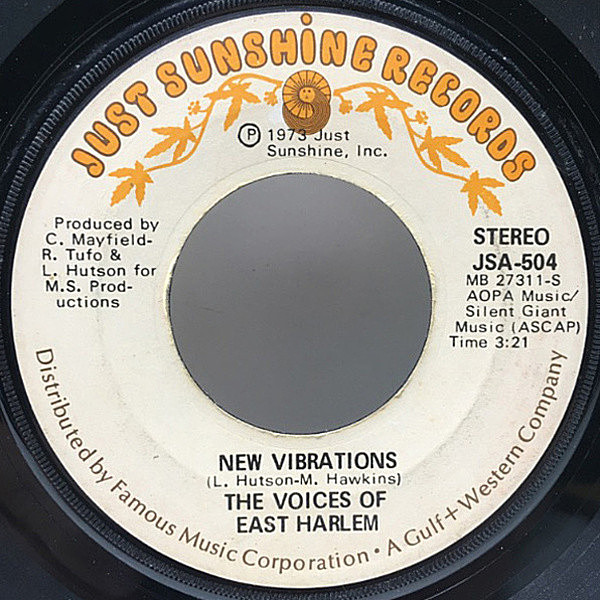 JUST SUNSHINE RECORDS
Ⓟ 1973 Just
Sunshine, Inc.
Produced by
C. Mayfield-
R. Tufo &
L. Hutson for
M.S. Prod-
uctions
STEREO
JSA-504
MB 27311-S
AOPA Music/
Silent Giant
Music (ASCAP)
Time 3:21
NEW VIBRATIONS
(L. Hutson-M. Hawkins)
THE VOICES OF
EAST HARLEM
Distributed by Famous Music Corporation • A Gulf+Western Company